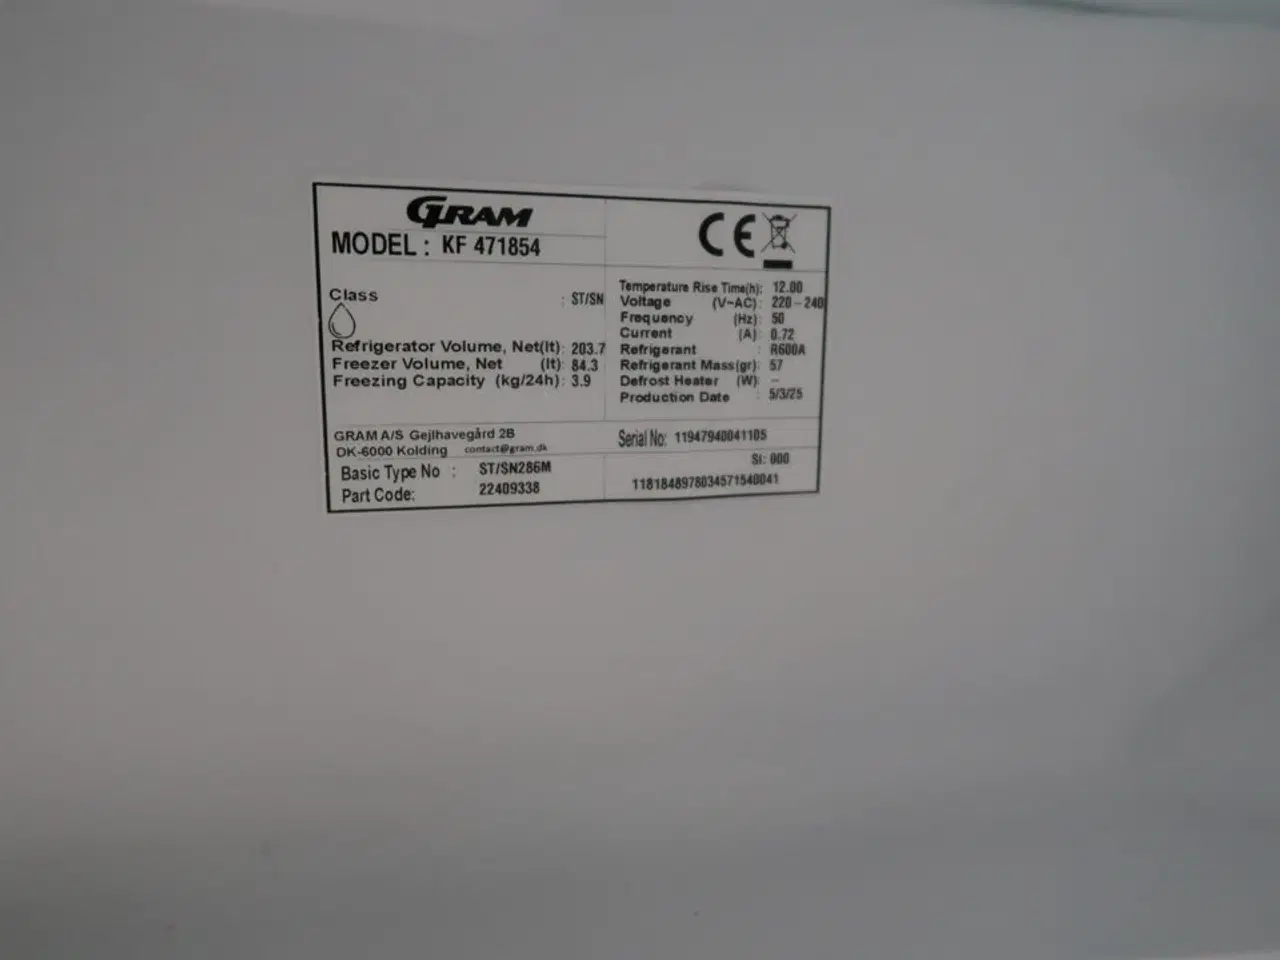 GRAM
MODEL : KF 471854
Class : ST/SN
Refrigerator Volume, Net(lt): 203.7
Freezer Volume, Net (lt): 84.3
Freezing Capacity (kg/24h): 3.9
CE
Temperature Rise Time(h): 12.00
Voltage (V~AC): 220 - 240
Frequency (Hz): 50
Current (A): 0.72
Refrigerant : R600A
Refrigerant Mass(gr): 57
Defrost Heater (W): --
Production Date : 5/3/25
GRAM A/S Gejlhavegård 2B
DK-6000 Kolding contact@gram.dk
Basic Type No : ST/SN286M
Part Code: 22409338
Serial No: 11947940041105
SI: 000
1181848978034571540041